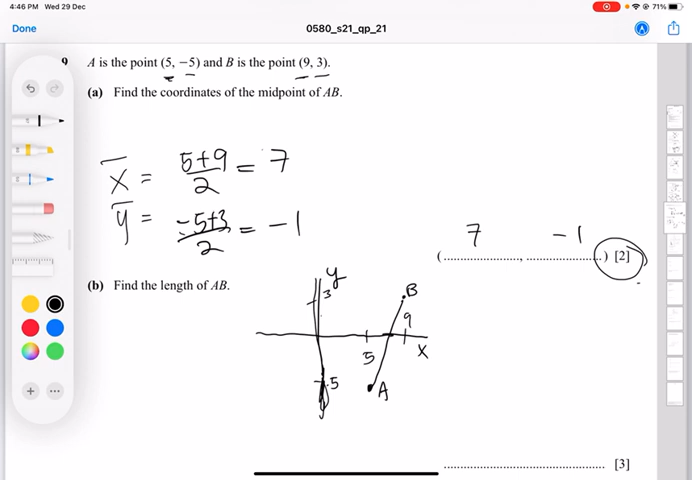 4:46 PM Wed 29 Dec
71%
Done
0580_s21_qp_21
9 A is the point (5, −5) and B is the point (9, 3).
(a) Find the coordinates of the midpoint of AB.
x̄ = 5+9/2 = 7
ȳ = −5+3/2 = −1
7 −1
(...................., ....................) [2]
(b) Find the length of AB.
y
3
B
9
5
x
-5
A
.......................................... [3]